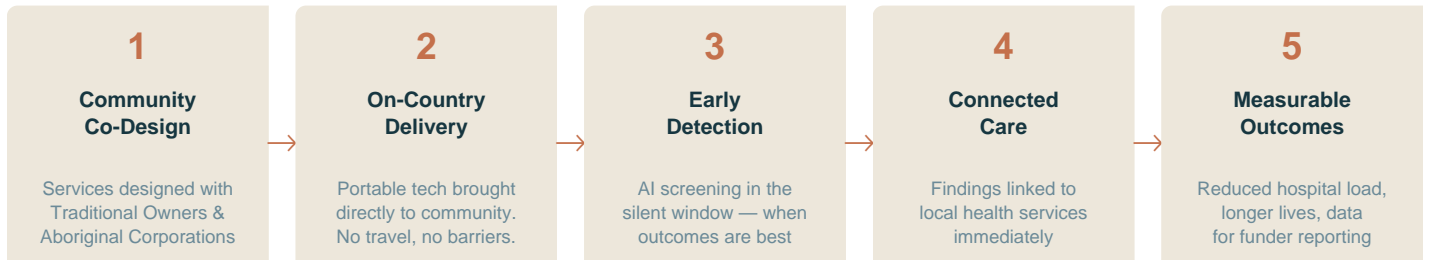 1
Community
Co-Design
Services designed with
Traditional Owners &
Aboriginal Corporations
2
On-Country
Delivery
Portable tech brought
directly to community.
No travel, no barriers.
3
Early
Detection
AI screening in the
silent window — when
outcomes are best
4
Connected
Care
Findings linked to
local health services
immediately
5
Measurable
Outcomes
Reduced hospital load,
longer lives, data
for funder reporting